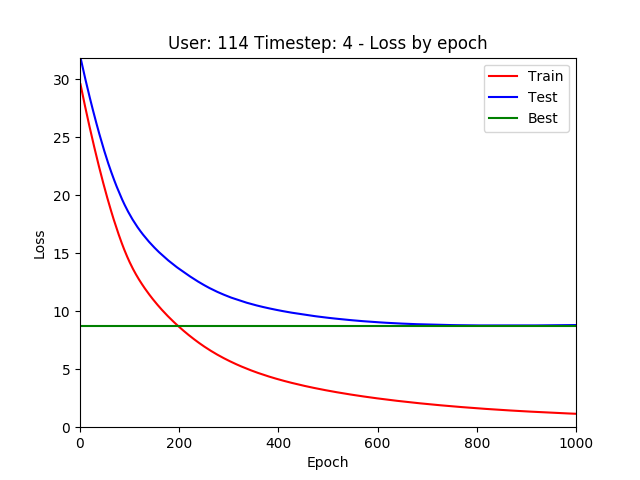 User: 114 Timestep: 4 - Loss by epoch
Train
Test
Best
Loss
30
25
20
15
10
5
0
0 200 400 600 800 1000
Epoch